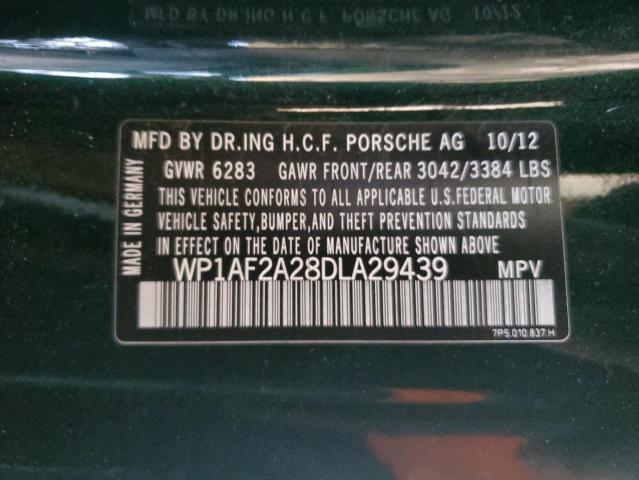 MFD BY DR.ING H.C.F. PORSCHE AG 10/12
MADE IN GERMANY
GVWR 6283 GAWR FRONT/REAR 3042/3384 LBS
THIS VEHICLE CONFORMS TO ALL APPLICABLE U.S.FEDERAL MOTOR
VEHICLE SAFETY,BUMPER,AND THEFT PREVENTION STANDARDS
IN EFFECT ON THE DATE OF MANUFACTURE SHOWN ABOVE
WP1AF2A28DLA29439 MPV
7P5.010.837.H